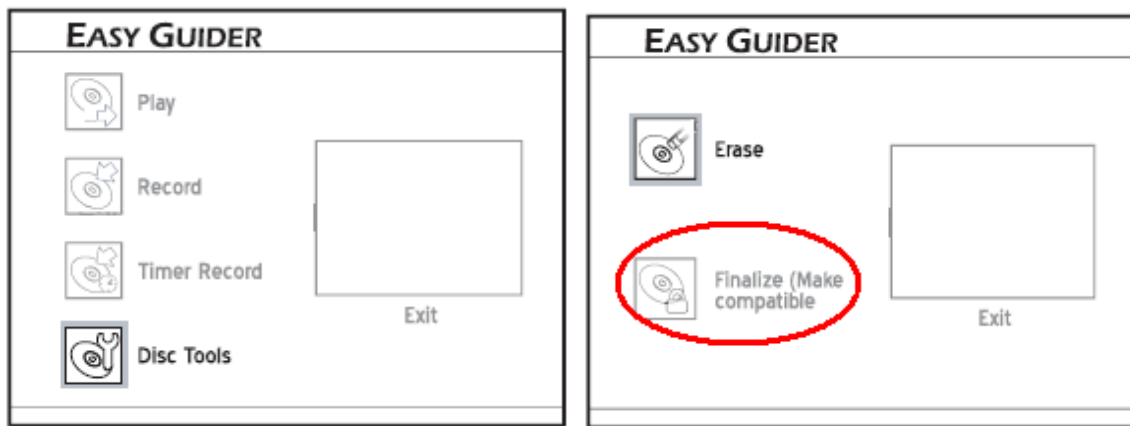 EASY GUIDER
Play
Record
Timer Record
Exit
Disc Tools
EASY GUIDER
Erase
Finalize (Make
compatible
Exit